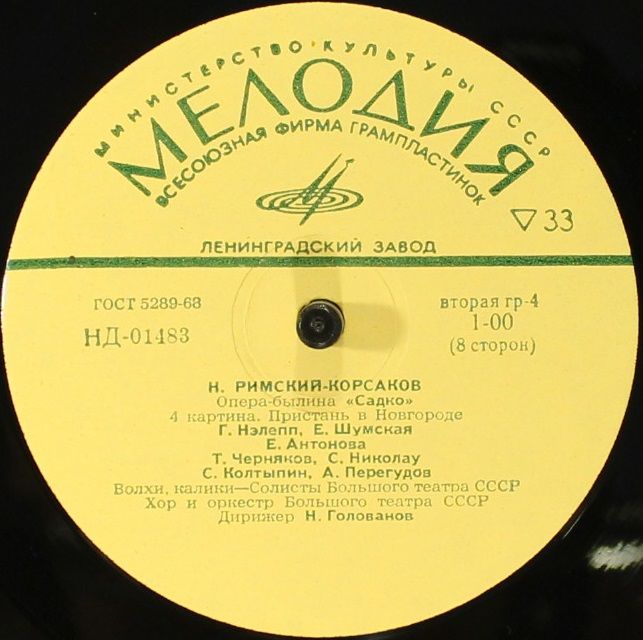 МИНИСТЕРСТВО·КУЛЬТУРЫ СССР
МЕЛОДИЯ
ВСЕСОЮЗНАЯ ФИРМА ГРАМПЛАСТИНОК
▽33
ЛЕНИНГРАДСКИЙ ЗАВОД
ГОСТ 5289-68
вторая гр-4
НД-01483
1-00
(8 сторон)
Н. РИМСКИЙ-КОРСАКОВ
Опера-былина «Садко»
4 картина. Пристань в Новгороде
Г. Нэлепп, Е. Шумская
Е. Антонова
Т. Черняков, С. Николау
С. Колтыпин, А. Перегудов
Волхи, калики—Солисты Большого театра СССР
Хор и оркестр Большого театра СССР
Дирижер Н. Голованов